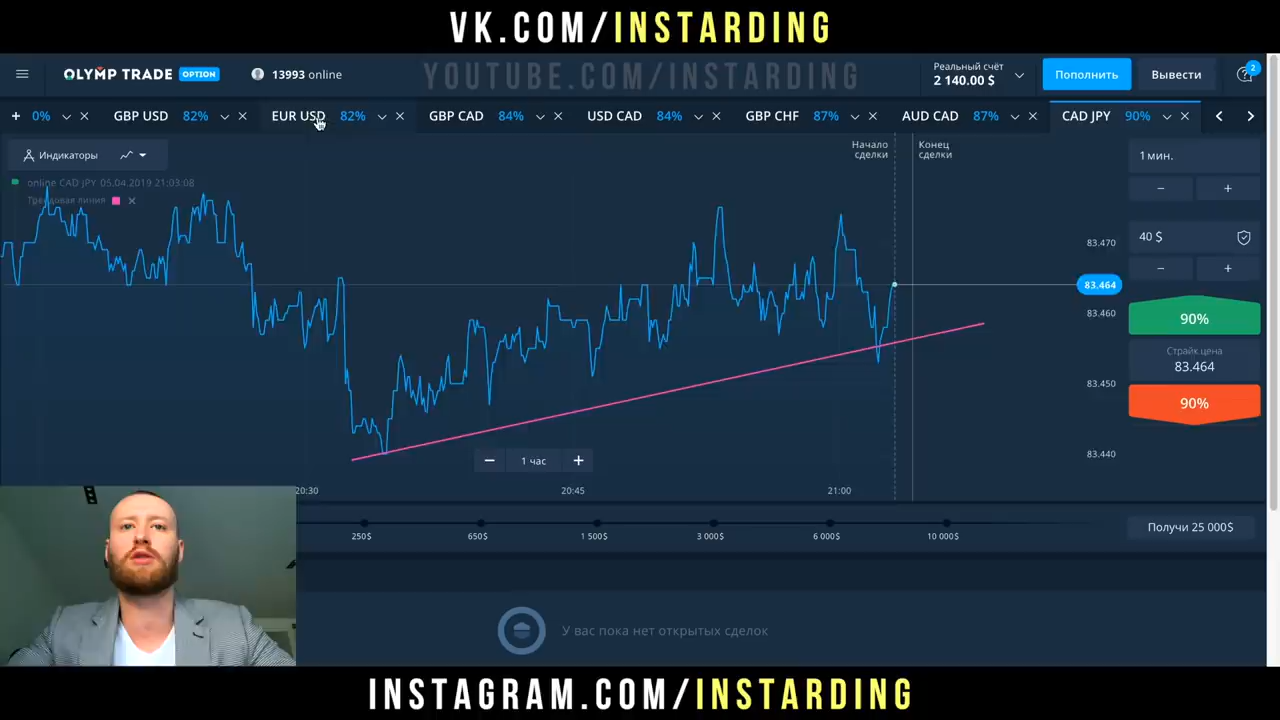 VK.COM/INSTARDING
OLYMP TRADE OPTION
13993 online
YOUTUBE.COM/INSTARDING
Реальный счёт
2 140.00 $
Пополнить
Вывести
2
+ 0%
GBP USD 82%
EUR USD 82%
GBP CAD 84%
USD CAD 84%
GBP CHF 87%
AUD CAD 87%
CAD JPY 90%
Индикаторы
Начало
сделки
Конец
сделки
1 мин.
− +
online CAD JPY 05.04.2019 21:03:08
Трендовая линия
40 $
− +
83.470
83.464
83.460
83.450
83.440
90%
Страйк цена
83.464
90%
− 1 час +
20:30
20:45
21:00
250$
650$
1 500$
3 000$
6 000$
10 000$
Получи 25 000$
У вас пока нет открытых сделок
INSTAGRAM.COM/INSTARDING